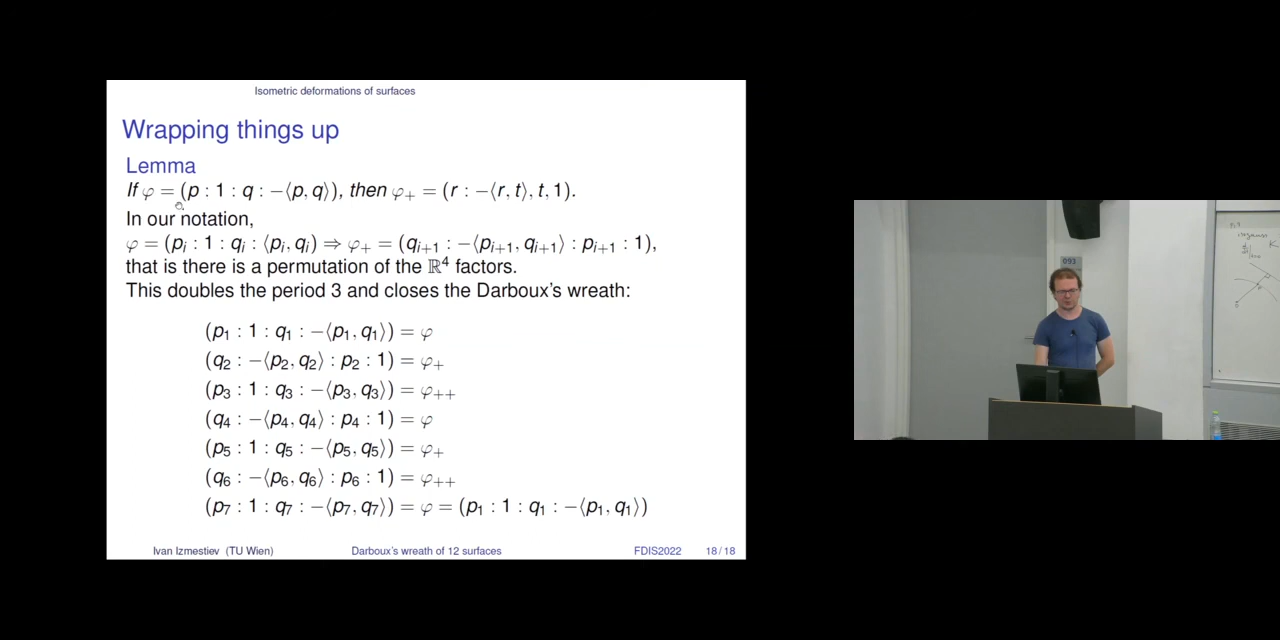 Isometric deformations of surfaces
Wrapping things up
Lemma
If φ = (p : 1 : q : −⟨p, q⟩), then φ₊ = (r : −⟨r, t⟩, t, 1).
In our notation,
φ = (pᵢ : 1 : qᵢ : ⟨pᵢ, qᵢ⟩) ⇒ φ₊ = (qᵢ₊₁ : −⟨pᵢ₊₁, qᵢ₊₁⟩ : pᵢ₊₁ : 1),
that is there is a permutation of the ℝ⁴ factors.
This doubles the period 3 and closes the Darboux's wreath:
(p₁ : 1 : q₁ : −⟨p₁, q₁⟩) = φ
(q₂ : −⟨p₂, q₂⟩ : p₂ : 1) = φ₊
(p₃ : 1 : q₃ : −⟨p₃, q₃⟩) = φ₊₊
(q₄ : −⟨p₄, q₄⟩ : p₄ : 1) = φ
(p₅ : 1 : q₅ : −⟨p₅, q₅⟩) = φ₊
(q₆ : −⟨p₆, q₆⟩ : p₆ : 1) = φ₊₊
(p₇ : 1 : q₇ : −⟨p₇, q₇⟩) = φ = (p₁ : 1 : q₁ : −⟨p₁, q₁⟩)
Ivan Izmestiev (TU Wien) Darboux's wreath of 12 surfaces FDIS2022 18 / 18
093
K